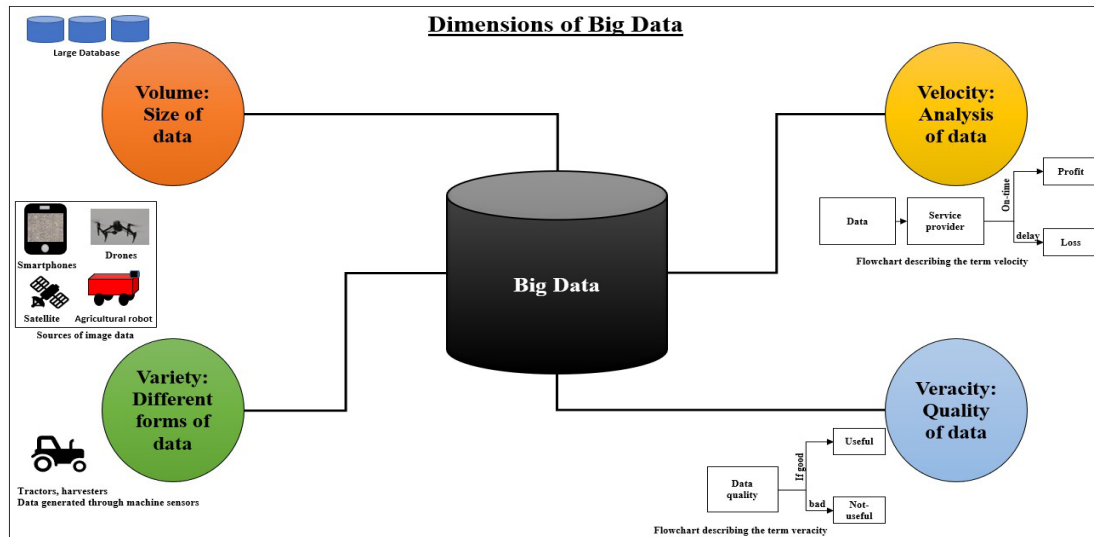 Dimensions of Big Data
Large Database
Volume:
Size of
data
Velocity:
Analysis
of data
Profit
On-time
Data
Service
provider
delay
Loss
Flowchart describing the term velocity
Smartphones
Drones
Satellite
Agricultural robot
Sources of image data
Big Data
Variety:
Different
forms of
data
Tractors, harvesters
Data generated through machine sensors
Veracity:
Quality
of data
Useful
If good
Data
quality
bad
Not-
useful
Flowchart describing the term veracity